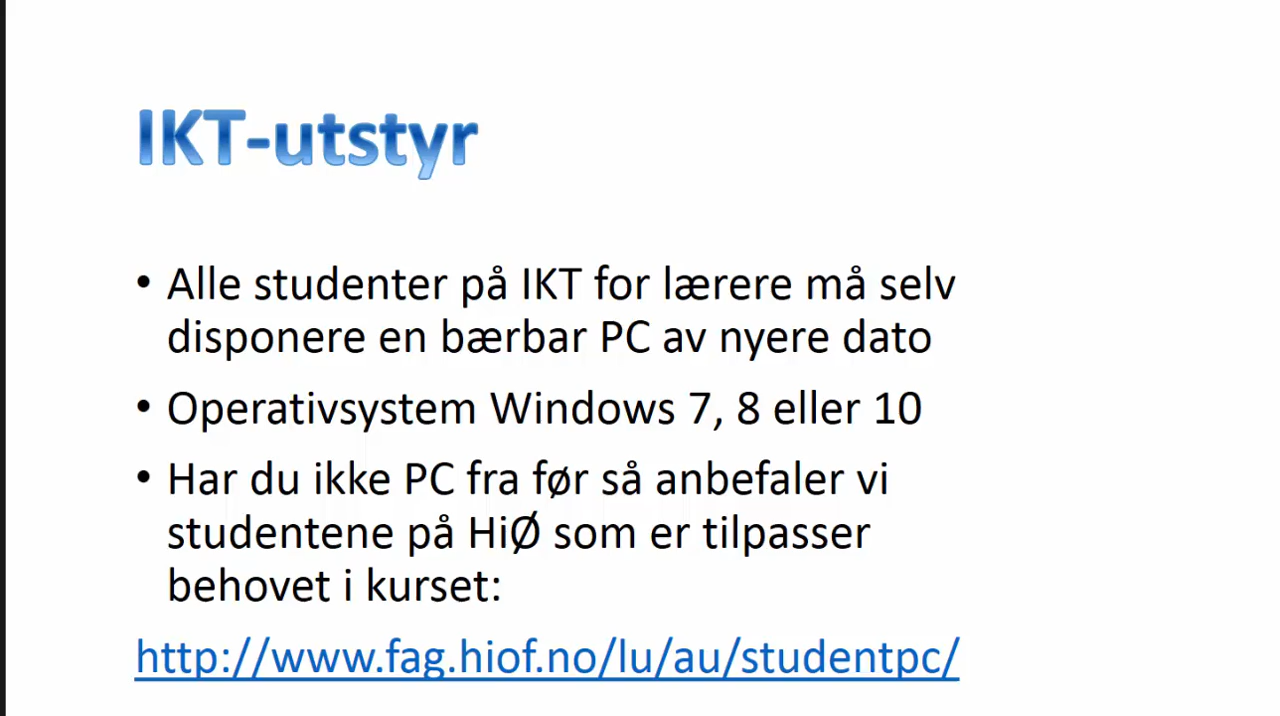 IKT-utstyr
• Alle studenter på IKT for lærere må selv
disponere en bærbar PC av nyere dato
• Operativsystem Windows 7, 8 eller 10
• Har du ikke PC fra før så anbefaler vi
studentene på HiØ som er tilpasser
behovet i kurset:
http://www.fag.hiof.no/lu/au/studentpc/